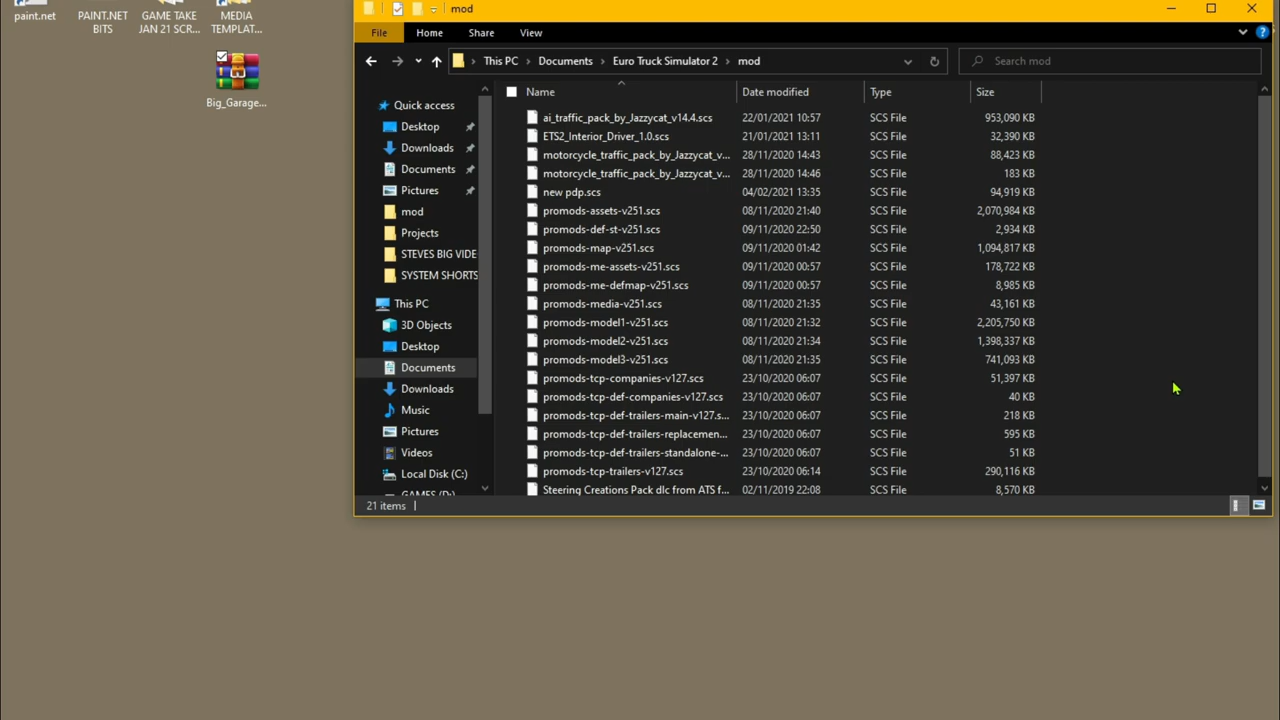 paint.net
PAINT.NET
BITS
GAME TAKE
JAN 21 SCR...
MEDIA
TEMPLAT...
Big_Garage...
mod
File
Home
Share
View
This PC > Documents > Euro Truck Simulator 2 > mod
Search mod
Name Date modified Type Size
Quick access
Desktop
Downloads
Documents
Pictures
mod
Projects
STEVES BIG VIDE
SYSTEM SHORTS
This PC
3D Objects
Desktop
Documents
Downloads
Music
Pictures
Videos
Local Disk (C:)
GAMES (D:)
ai_traffic_pack_by_Jazzycat_v14.4.scs 22/01/2021 10:57 SCS File 953,090 KB
ETS2_Interior_Driver_1.0.scs 21/01/2021 13:11 SCS File 32,390 KB
motorcycle_traffic_pack_by_Jazzycat_v... 28/11/2020 14:43 SCS File 88,423 KB
motorcycle_traffic_pack_by_Jazzycat_v... 28/11/2020 14:46 SCS File 183 KB
new pdp.scs 04/02/2021 13:35 SCS File 94,919 KB
promods-assets-v251.scs 08/11/2020 21:40 SCS File 2,070,984 KB
promods-def-st-v251.scs 09/11/2020 22:50 SCS File 2,934 KB
promods-map-v251.scs 09/11/2020 01:42 SCS File 1,094,817 KB
promods-me-assets-v251.scs 09/11/2020 00:57 SCS File 178,722 KB
promods-me-defmap-v251.scs 09/11/2020 00:57 SCS File 8,985 KB
promods-media-v251.scs 08/11/2020 21:35 SCS File 43,161 KB
promods-model1-v251.scs 08/11/2020 21:32 SCS File 2,205,750 KB
promods-model2-v251.scs 08/11/2020 21:34 SCS File 1,398,337 KB
promods-model3-v251.scs 08/11/2020 21:35 SCS File 741,093 KB
promods-tcp-companies-v127.scs 23/10/2020 06:07 SCS File 51,397 KB
promods-tcp-def-companies-v127.scs 23/10/2020 06:07 SCS File 40 KB
promods-tcp-def-trailers-main-v127.s... 23/10/2020 06:07 SCS File 218 KB
promods-tcp-def-trailers-replacemen... 23/10/2020 06:07 SCS File 595 KB
promods-tcp-def-trailers-standalone-... 23/10/2020 06:07 SCS File 51 KB
promods-tcp-trailers-v127.scs 23/10/2020 06:14 SCS File 290,116 KB
Steering Creations Pack dlc from ATS f... 02/11/2019 22:08 SCS File 8,570 KB
21 items